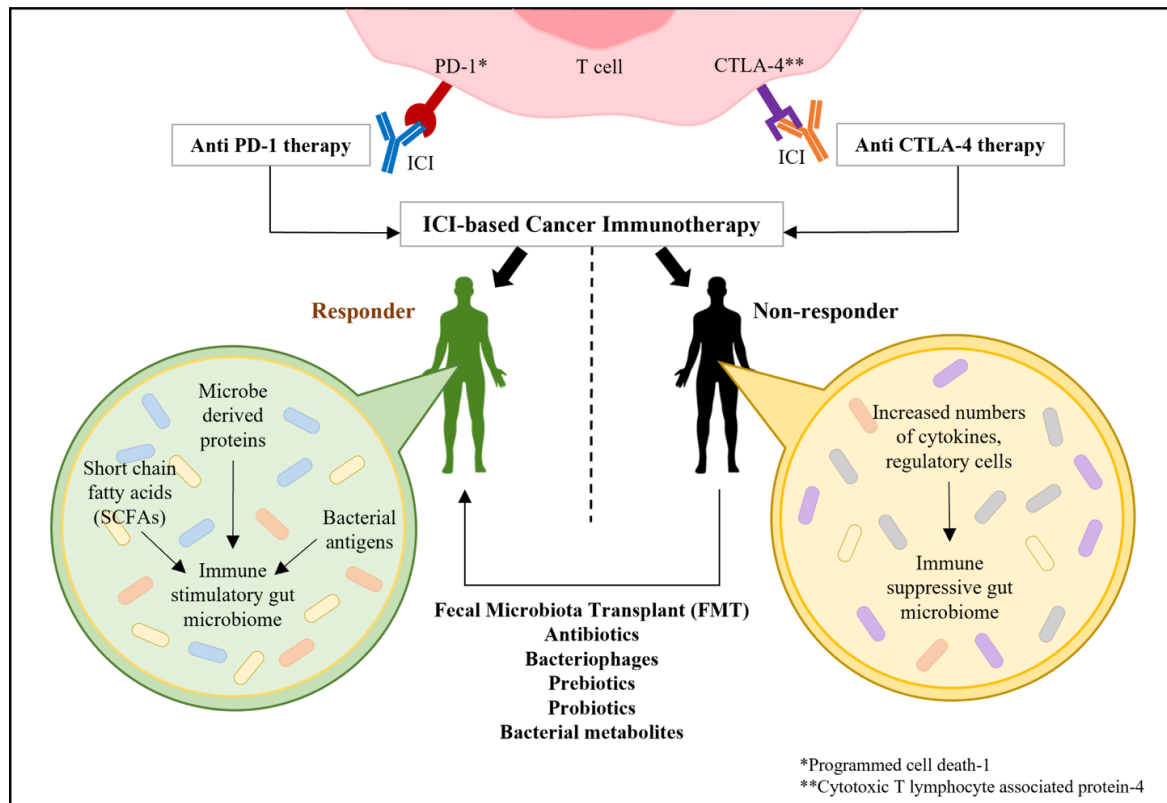 PD-1*
T cell
CTLA-4**
Anti PD-1 therapy
ICI
ICI
Anti CTLA-4 therapy
ICI-based Cancer Immunotherapy
Responder
Non-responder
Microbe
derived
proteins
Short chain
fatty acids
(SCFAs)
Bacterial
antigens
Immune
stimulatory gut
microbiome
Increased numbers
of cytokines,
regulatory cells
Immune
suppressive gut
microbiome
Fecal Microbiota Transplant (FMT)
Antibiotics
Bacteriophages
Prebiotics
Probiotics
Bacterial metabolites
*Programmed cell death-1
**Cytotoxic T lymphocyte associated protein-4